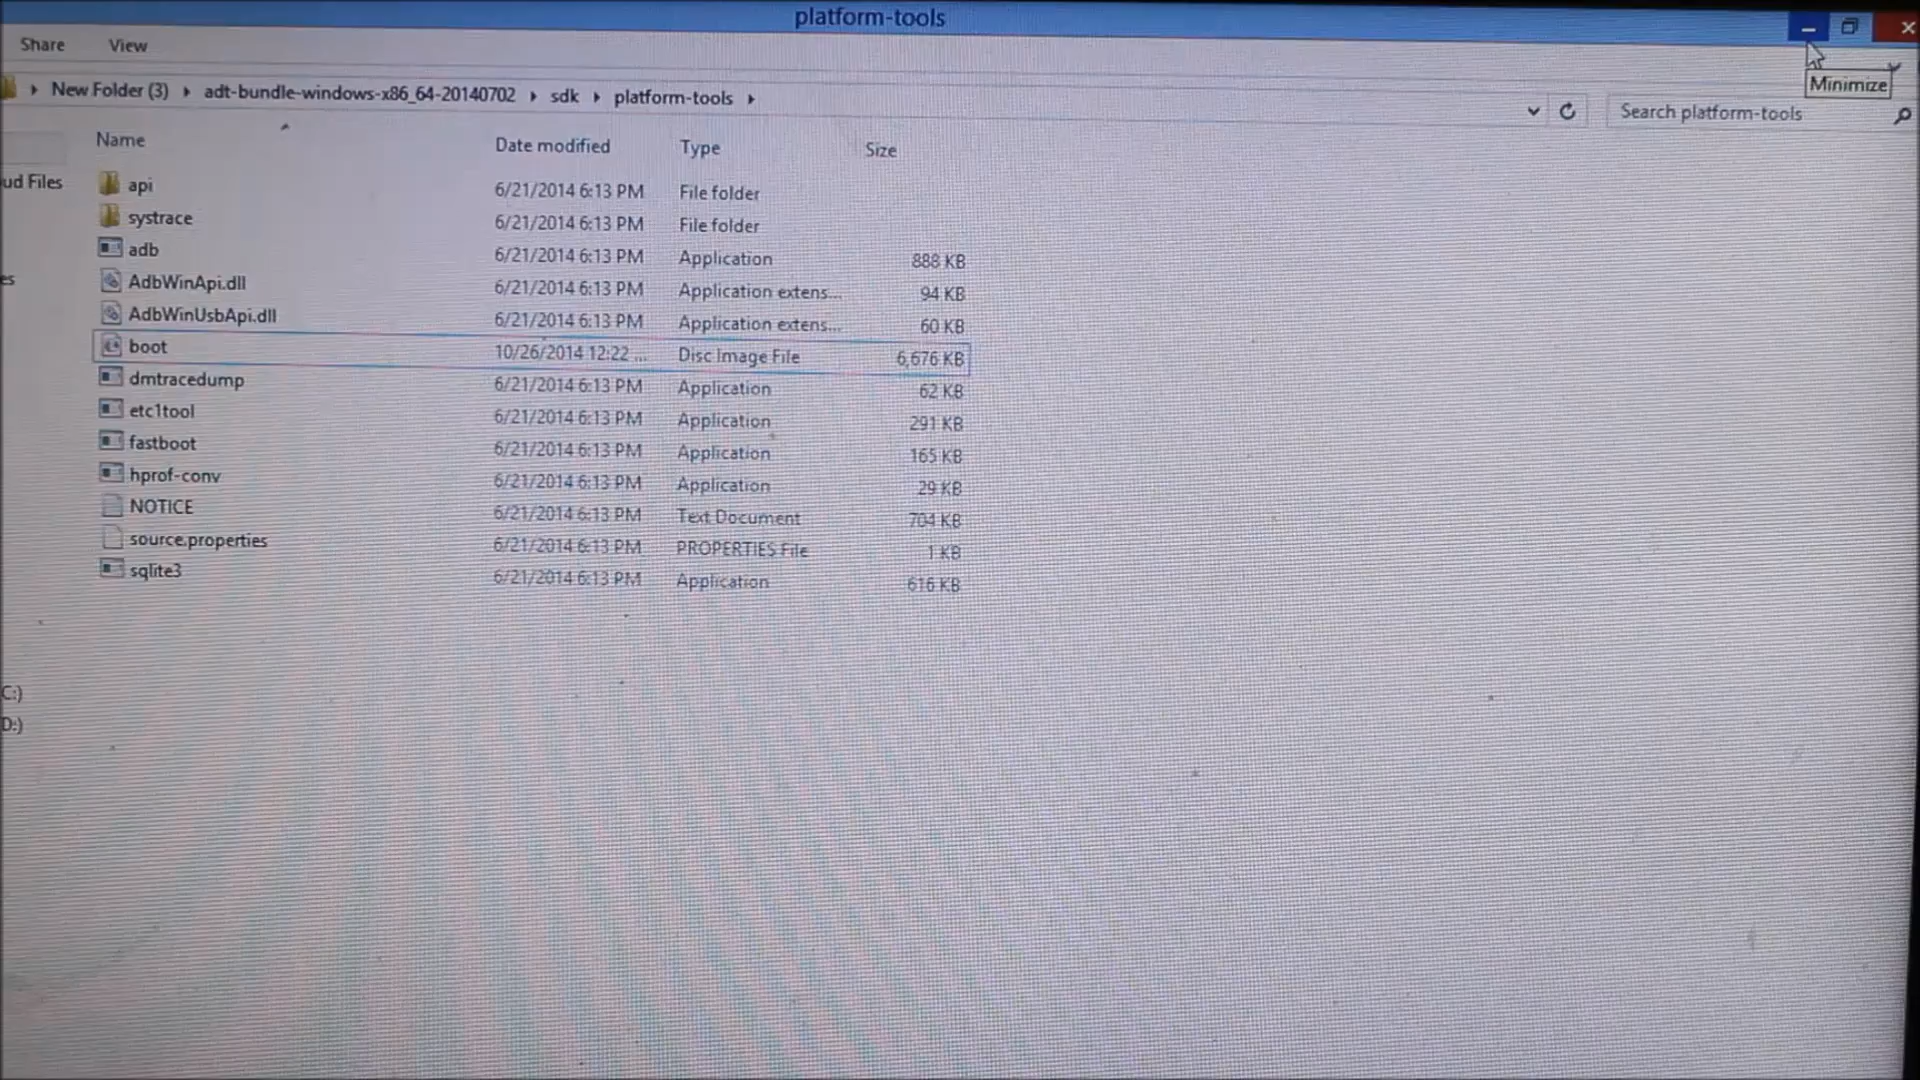 platform-tools
Share View
Minimize
New Folder (3) adt-bundle-windows-x86_64-20140702 sdk platform-tools
Search platform-tools
Name Date modified Type Size
ud Files
es
C:)
D:)
api 6/21/2014 6:13 PM File folder
systrace 6/21/2014 6:13 PM File folder
adb 6/21/2014 6:13 PM Application 888 KB
AdbWinApi.dll 6/21/2014 6:13 PM Application extens... 94 KB
AdbWinUsbApi.dll 6/21/2014 6:13 PM Application extens... 60 KB
boot 10/26/2014 12:22 ... Disc Image File 6,676 KB
dmtracedump 6/21/2014 6:13 PM Application 62 KB
etc1tool 6/21/2014 6:13 PM Application 291 KB
fastboot 6/21/2014 6:13 PM Application 165 KB
hprof-conv 6/21/2014 6:13 PM Application 29 KB
NOTICE 6/21/2014 6:13 PM Text Document 704 KB
source.properties 6/21/2014 6:13 PM PROPERTIES File 1 KB
sqlite3 6/21/2014 6:13 PM Application 616 KB